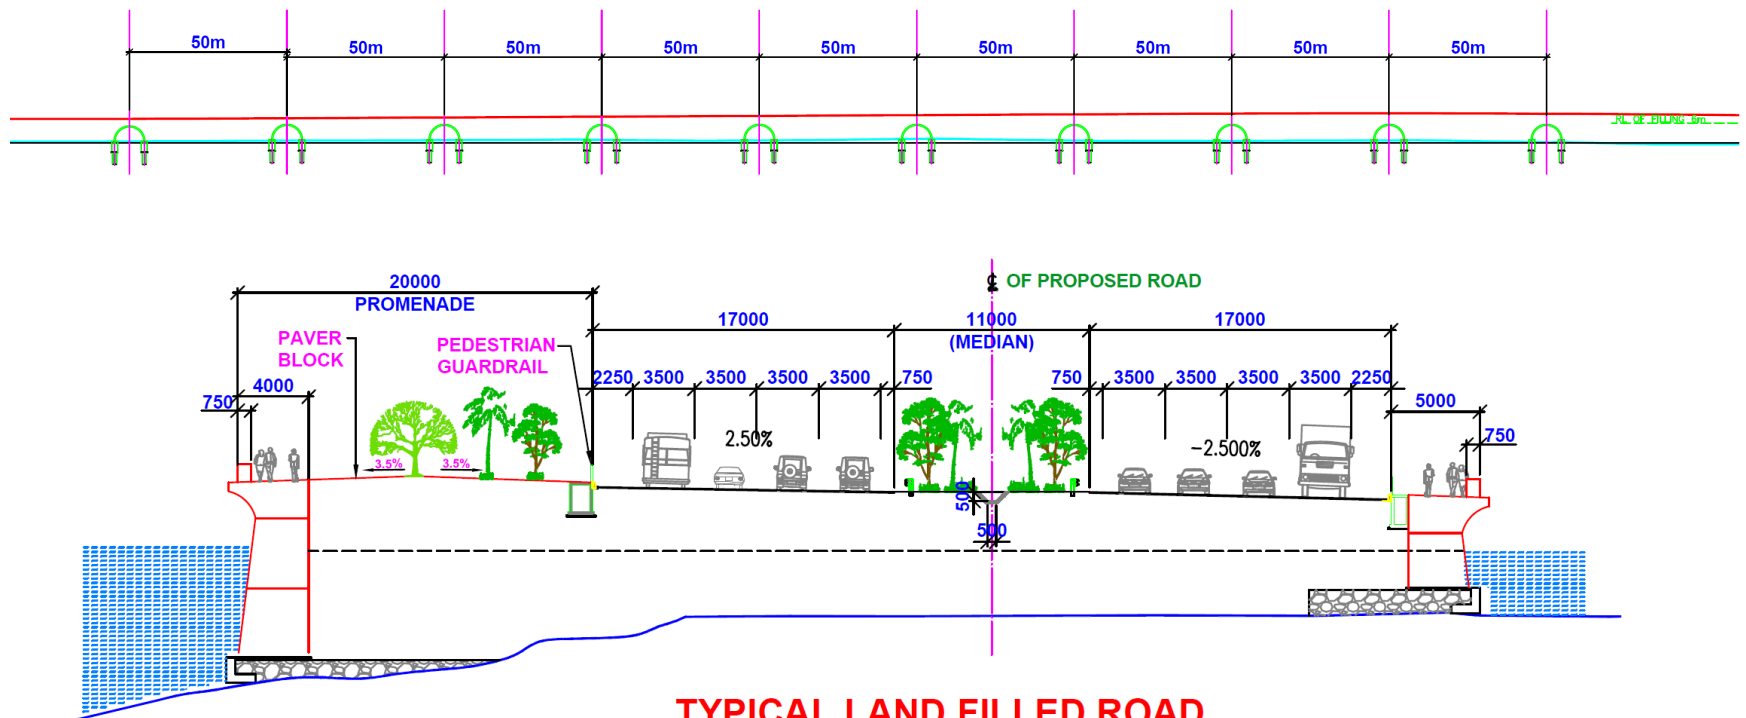 50m 50m 50m 50m 50m 50m 50m 50m 50m
RL OF FILLING 6m
℄ OF PROPOSED ROAD
20000
PROMENADE
17000 11000 17000
(MEDIAN)
PAVER
BLOCK
PEDESTRIAN
GUARDRAIL
2250 3500 3500 3500 3500 750 750 3500 3500 3500 3500 2250
4000
750
5000
750
2.50%
-2.500%
3.5% 3.5%
500
500
TYPICAL LAND FILLED ROAD